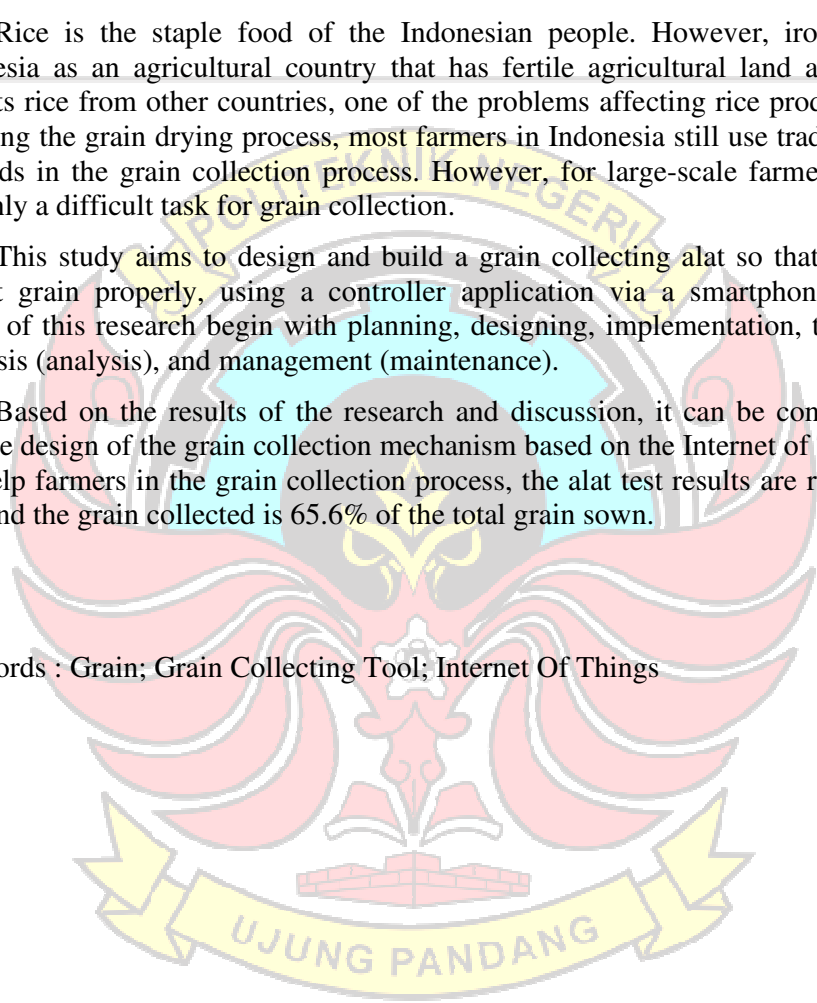 Rice is the staple food of the Indonesian people. However, iro
esia as an agricultural country that has fertile agricultural land a
ts rice from other countries, one of the problems affecting rice prod
ng the grain drying process, most farmers in Indonesia still use trad
ds in the grain collection process. However, for large-scale farme
nly a difficult task for grain collection.
This study aims to design and build a grain collecting alat so that
t grain properly, using a controller application via a smartphon
of this research begin with planning, designing, implementation, t
sis (analysis), and management (maintenance).
Based on the results of the research and discussion, it can be con
e design of the grain collection mechanism based on the Internet of
elp farmers in the grain collection process, the alat test results are r
nd the grain collected is 65.6% of the total grain sown.
ords : Grain; Grain Collecting Tool; Internet Of Things
POLITEKNIK NEGERI
UJUNG PANDANG